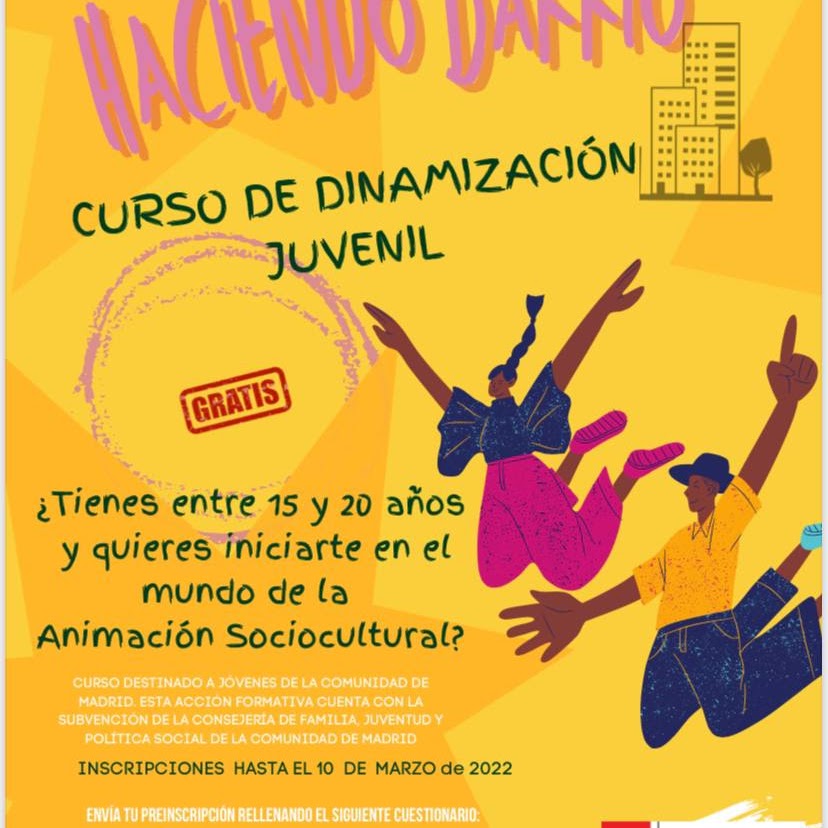 HACIENDO BARRIO
CURSO DE DINAMIZACIÓN
JUVENIL
GRATIS
¿Tienes entre 15 y 20 años
y quieres iniciarte en el
mundo de la
Animación Sociocultural?
CURSO DESTINADO A JÓVENES DE LA COMUNIDAD DE
MADRID. ESTA ACCIÓN FORMATIVA CUENTA CON LA
SUBVENCIÓN DE LA CONSEJERÍA DE FAMILIA, JUVENTUD Y
POLÍTICA SOCIAL DE LA COMUNIDAD DE MADRID
INSCRIPCIONES HASTA EL 10 DE MARZO de 2022
ENVÍA TU PREINSCRIPCIÓN RELLENANDO EL SIGUIENTE CUESTIONARIO: